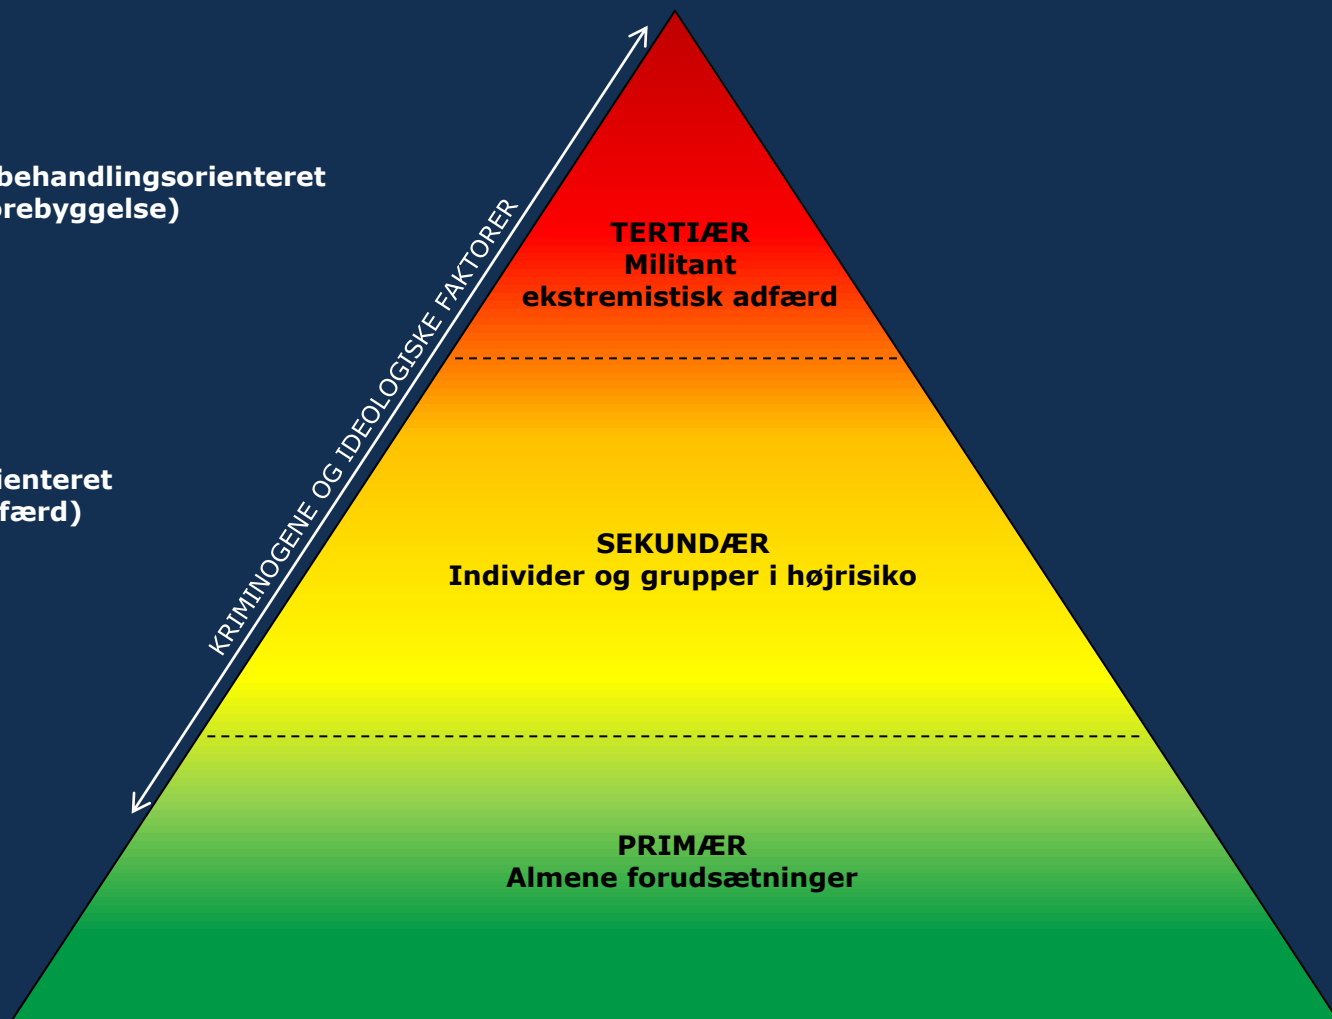 behandlingsorienteret
orebyggelse)
KRIMINOGENE OG IDEOLOGISKE FAKTORER
TERTIÆR
Militant
ekstremistisk adfærd
ienteret
færd)
SEKUNDÆR
Individer og grupper i højrisiko
PRIMÆR
Almene forudsætninger